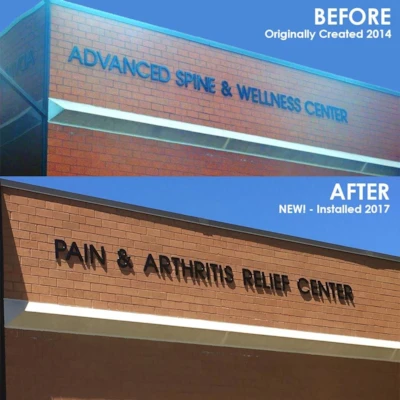 BEFORE
Originally Created 2014
ADVANCED SPINE & WELLNESS CENTER
AFTER
NEW! - Installed 2017
PAIN & ARTHRITIS RELIEF CENTER